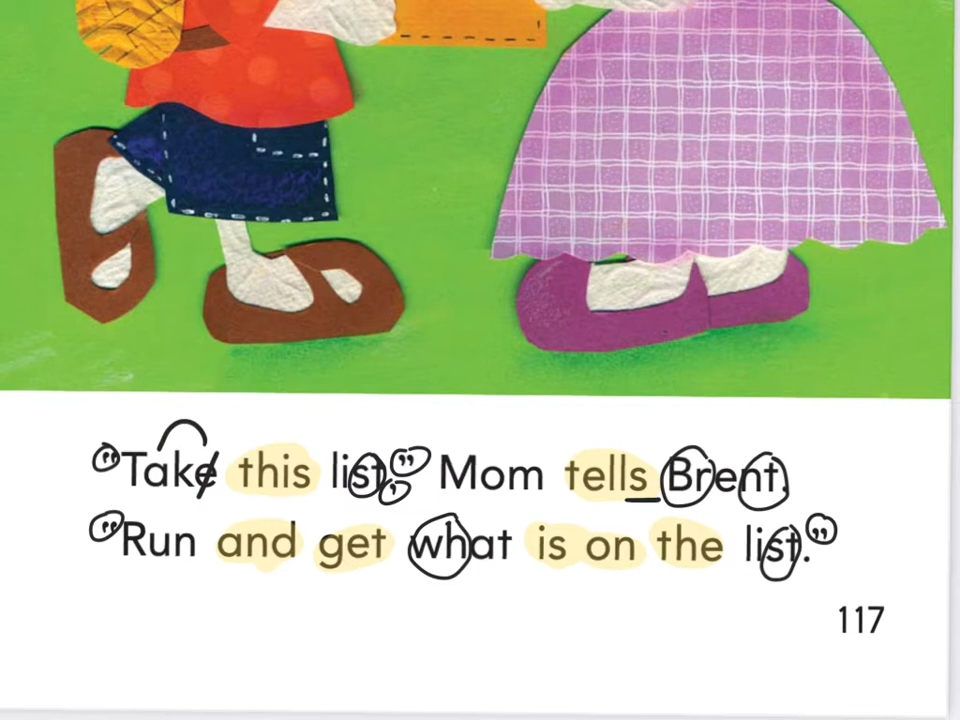 "Take this list," Mom tells Brent.
"Run and get what is on the list."
117